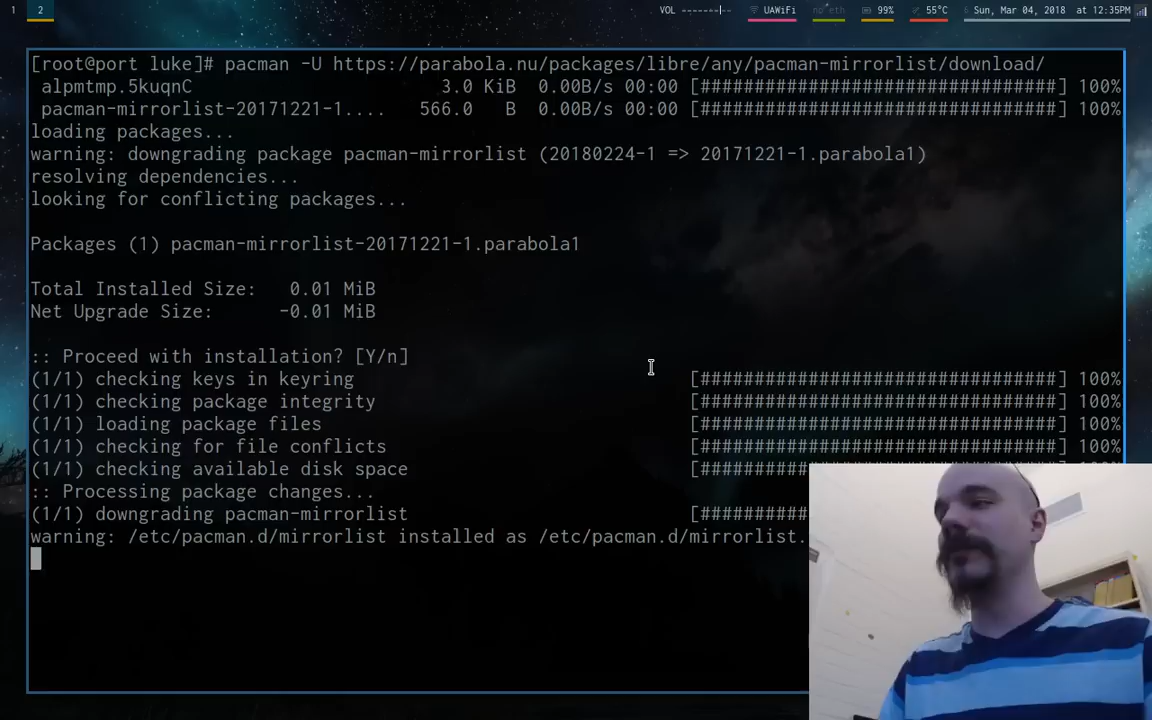 1 2 VOL -------|-- UAWiFi no eth 99% 55°C Sun, Mar 04, 2018 at 12:35PM
[root@port luke]# pacman -U https://parabola.nu/packages/libre/any/pacman-mirrorlist/download/
alpmtmp.5kuqnC 3.0 KiB 0.00B/s 00:00 [##################################] 100%
pacman-mirrorlist-20171221-1.... 566.0 B 0.00B/s 00:00 [##################################] 100%
loading packages...
warning: downgrading package pacman-mirrorlist (20180224-1 => 20171221-1.parabola1)
resolving dependencies...
looking for conflicting packages...
Packages (1) pacman-mirrorlist-20171221-1.parabola1
Total Installed Size: 0.01 MiB
Net Upgrade Size: -0.01 MiB
:: Proceed with installation? [Y/n]
(1/1) checking keys in keyring [##################################] 100%
(1/1) checking package integrity [##################################] 100%
(1/1) loading package files [##################################] 100%
(1/1) checking for file conflicts [##################################] 100%
(1/1) checking available disk space [##################################] 100%
:: Processing package changes...
(1/1) downgrading pacman-mirrorlist [##########
warning: /etc/pacman.d/mirrorlist installed as /etc/pacman.d/mirrorlist.